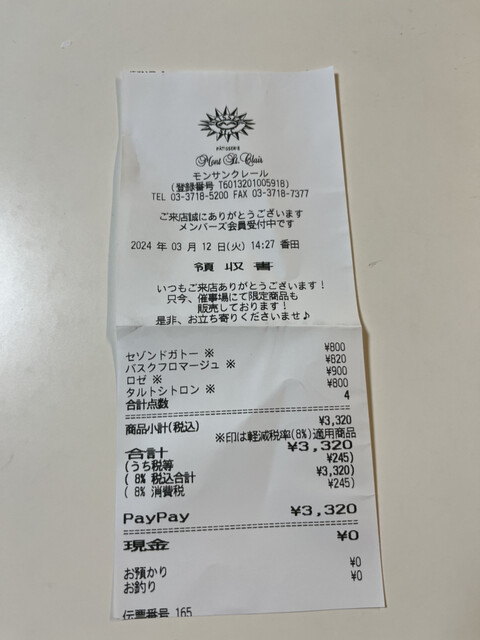 Mont St. Clair
モンサンクレール
(登録番号 T6013201005918)
TEL 03-3718-5200 FAX 03-3718-7377
ご来店誠にありがとうございます
メンバーズ会員受付中です
2024 年 03 月 12 日(火) 14:27 香田
領収書
いつもご来店ありがとうございます!
只今、催事場にて限定商品も
販売しております!
是非、お立ち寄りくださいませ♪
セゾンドガトー ※ ¥800
バスクフロマージュ ※ ¥820
ロゼ ※ ¥900
タルトシトロン ※ ¥800
合計点数 4
商品小計(税込) ¥3,320
※印は軽減税率(8%)適用商品
合計 ¥3,320
(うち税等 ¥245)
( 8% 税込合計 ¥3,320)
( 8% 消費税 ¥245)
PayPay ¥3,320
現金 ¥0
お預かり ¥0
お釣り ¥0
伝票番号 165